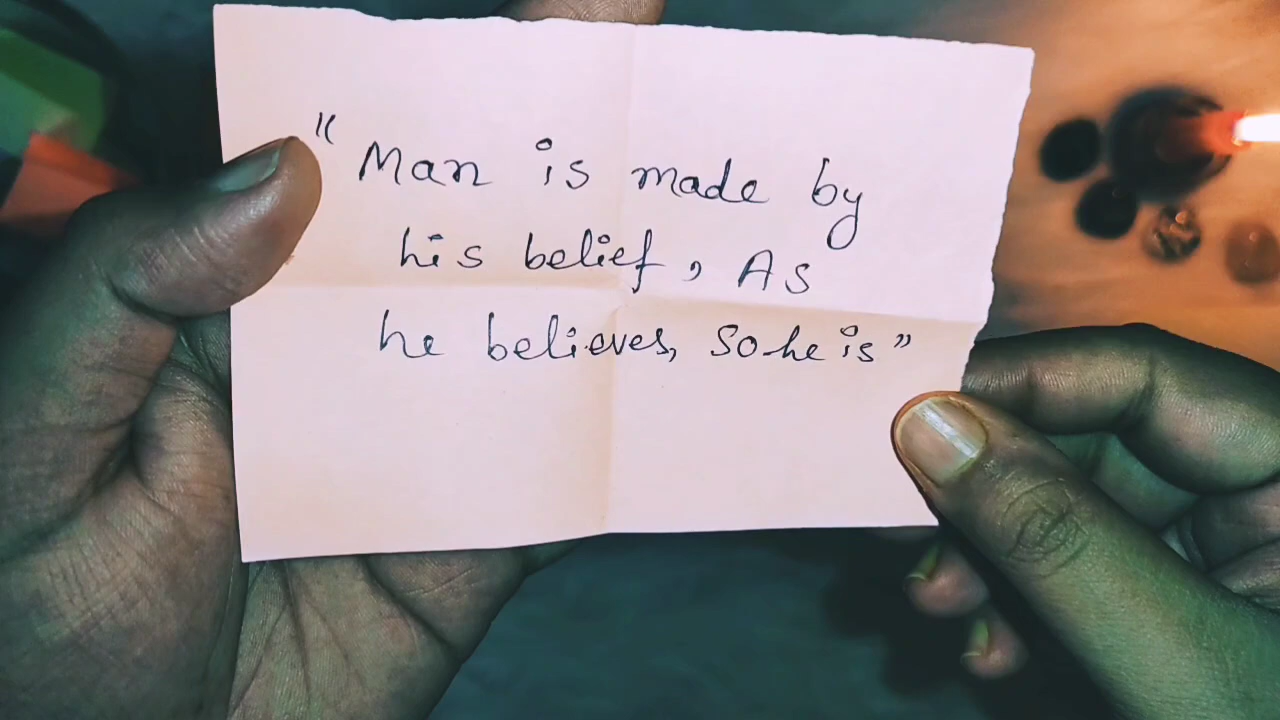 "Man is made by
his belief, As
he believes, so he is"